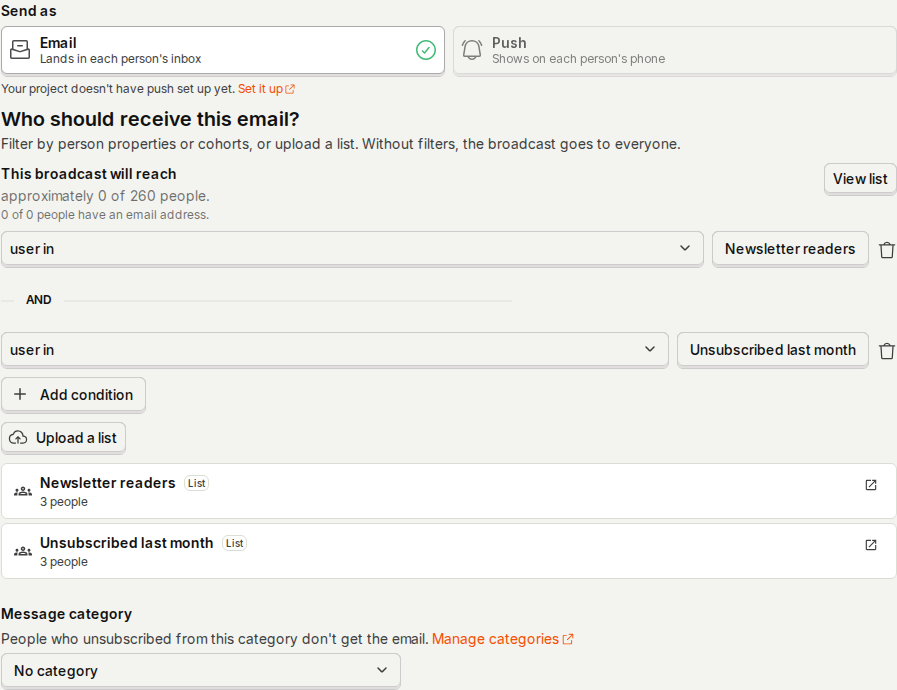 Send as
Email
Lands in each person's inbox
Push
Shows on each person's phone
Your project doesn't have push set up yet. Set it up
Who should receive this email?
Filter by person properties or cohorts, or upload a list. Without filters, the broadcast goes to everyone.
This broadcast will reach
View list
approximately 0 of 260 people.
0 of 0 people have an email address.
user in
Newsletter readers
AND
user in
Unsubscribed last month
Add condition
Upload a list
Newsletter readers List
3 people
Unsubscribed last month List
3 people
Message category
People who unsubscribed from this category don't get the email. Manage categories
No category